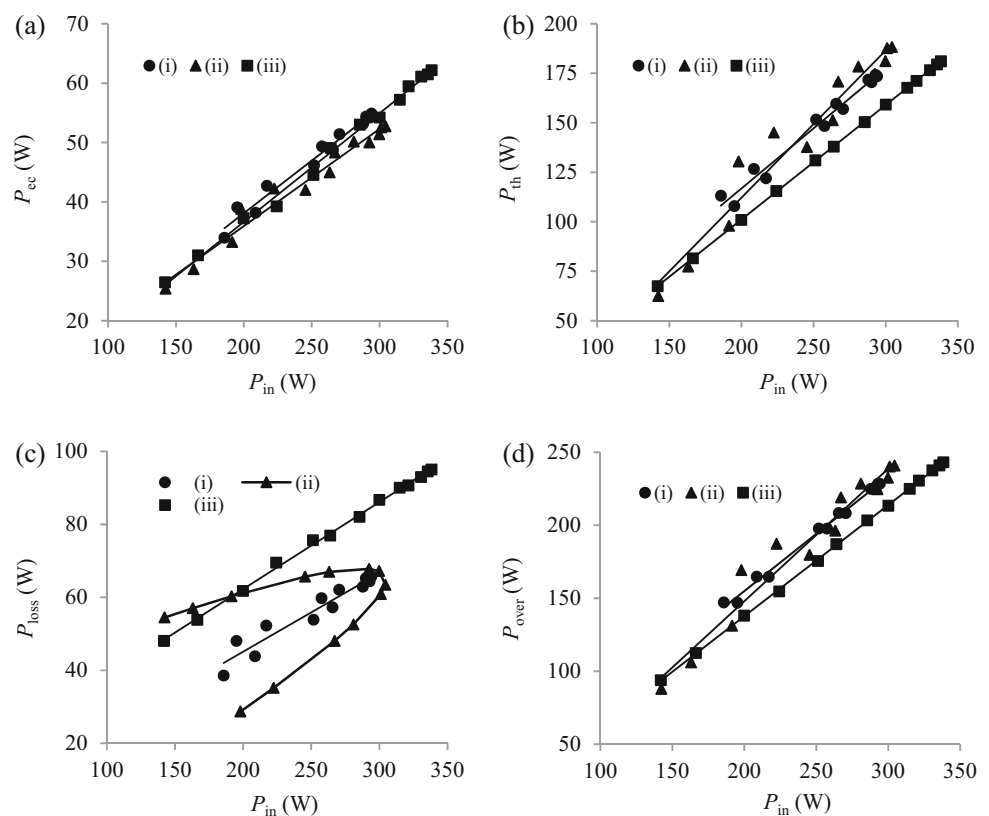 (a)
70
60
50
40
30
20
P_ec (W)
(i) (ii) (iii)
100 150 200 250 300 350
P_in (W)
(b)
200
175
150
125
100
75
50
P_th (W)
(i) (ii) (iii)
100 150 200 250 300 350
P_in (W)
(c)
100
80
60
40
20
P_loss (W)
(i) (ii)
(iii)
100 150 200 250 300 350
P_in (W)
(d)
250
200
150
100
50
P_over (W)
(i) (ii) (iii)
100 150 200 250 300 350
P_in (W)